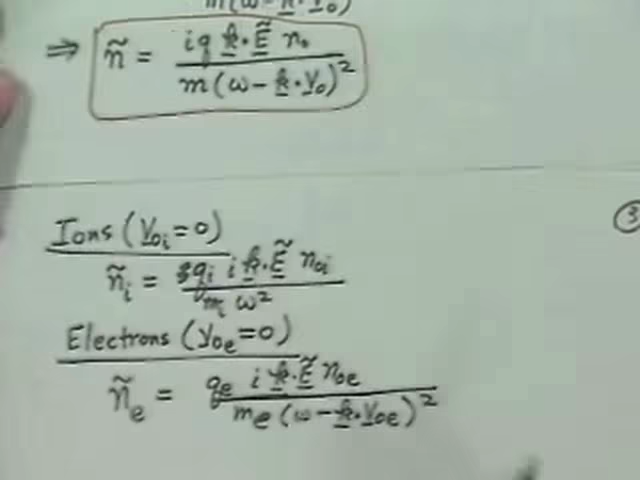 m(ω-k·v₀)
⇒ ñ = iq k·Ẽ n₀ / m(ω-k·v₀)²
③
Ions (v₀ᵢ=0)
ñᵢ = qᵢ i k·Ẽ n₀ᵢ / mᵢ ω²
Electrons (v₀ₑ=0)
ñₑ = qₑ i k·Ẽ n₀ₑ / mₑ(ω-k·v₀ₑ)²